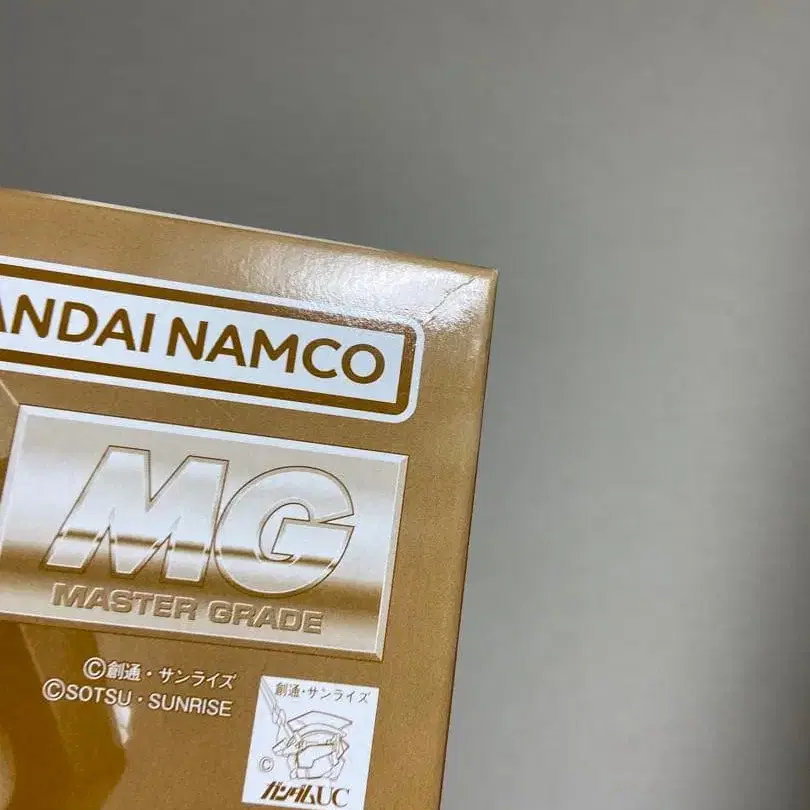 ANDAI NAMCO
MG
MASTER GRADE
©創通・サンライズ
©SOTSU・SUNRISE
創通・サンライズ
©
ガンダムUC